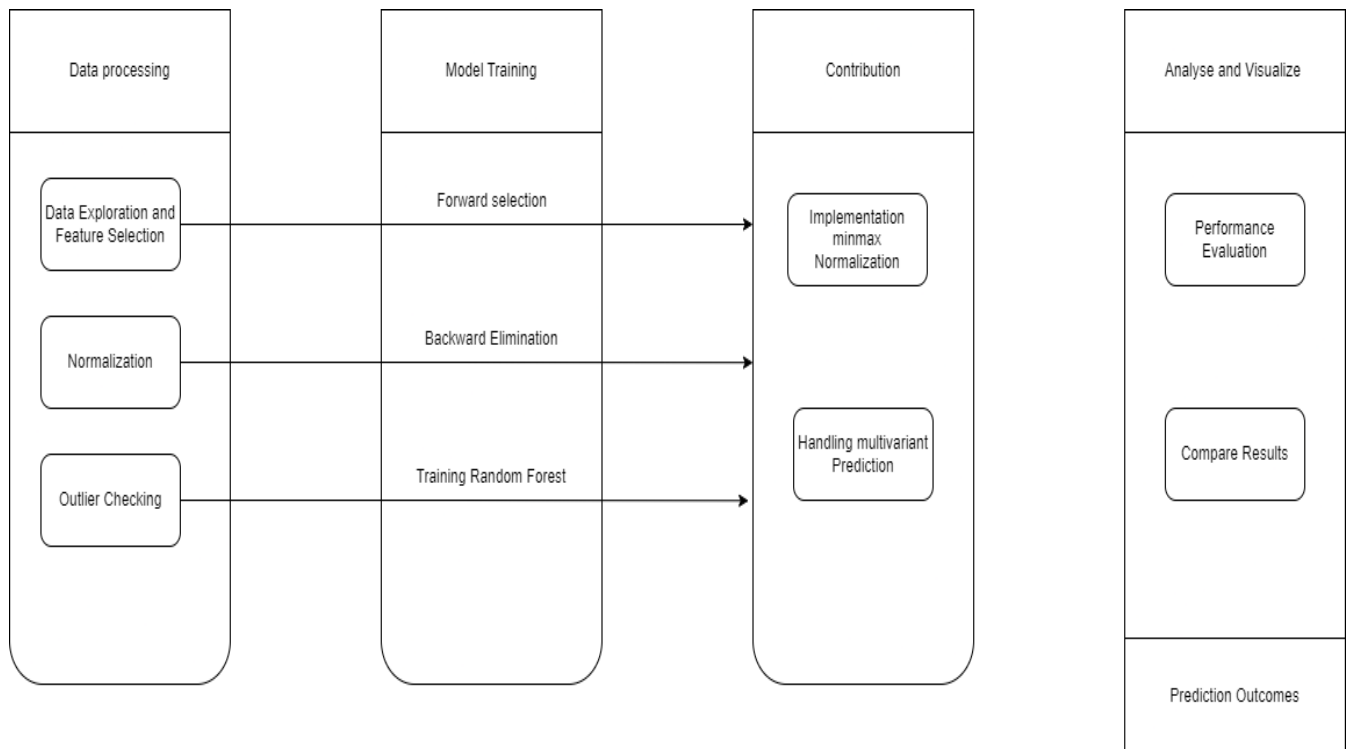 Data processing
Model Training
Contribution
Analyse and Visualize
Data Exploration and
Feature Selection
Forward selection
Implementation
minmax
Normalization
Performance
Evaluation
Normalization
Backward Elimination
Outlier Checking
Training Random Forest
Handling multivariant
Prediction
Compare Results
Prediction Outcomes